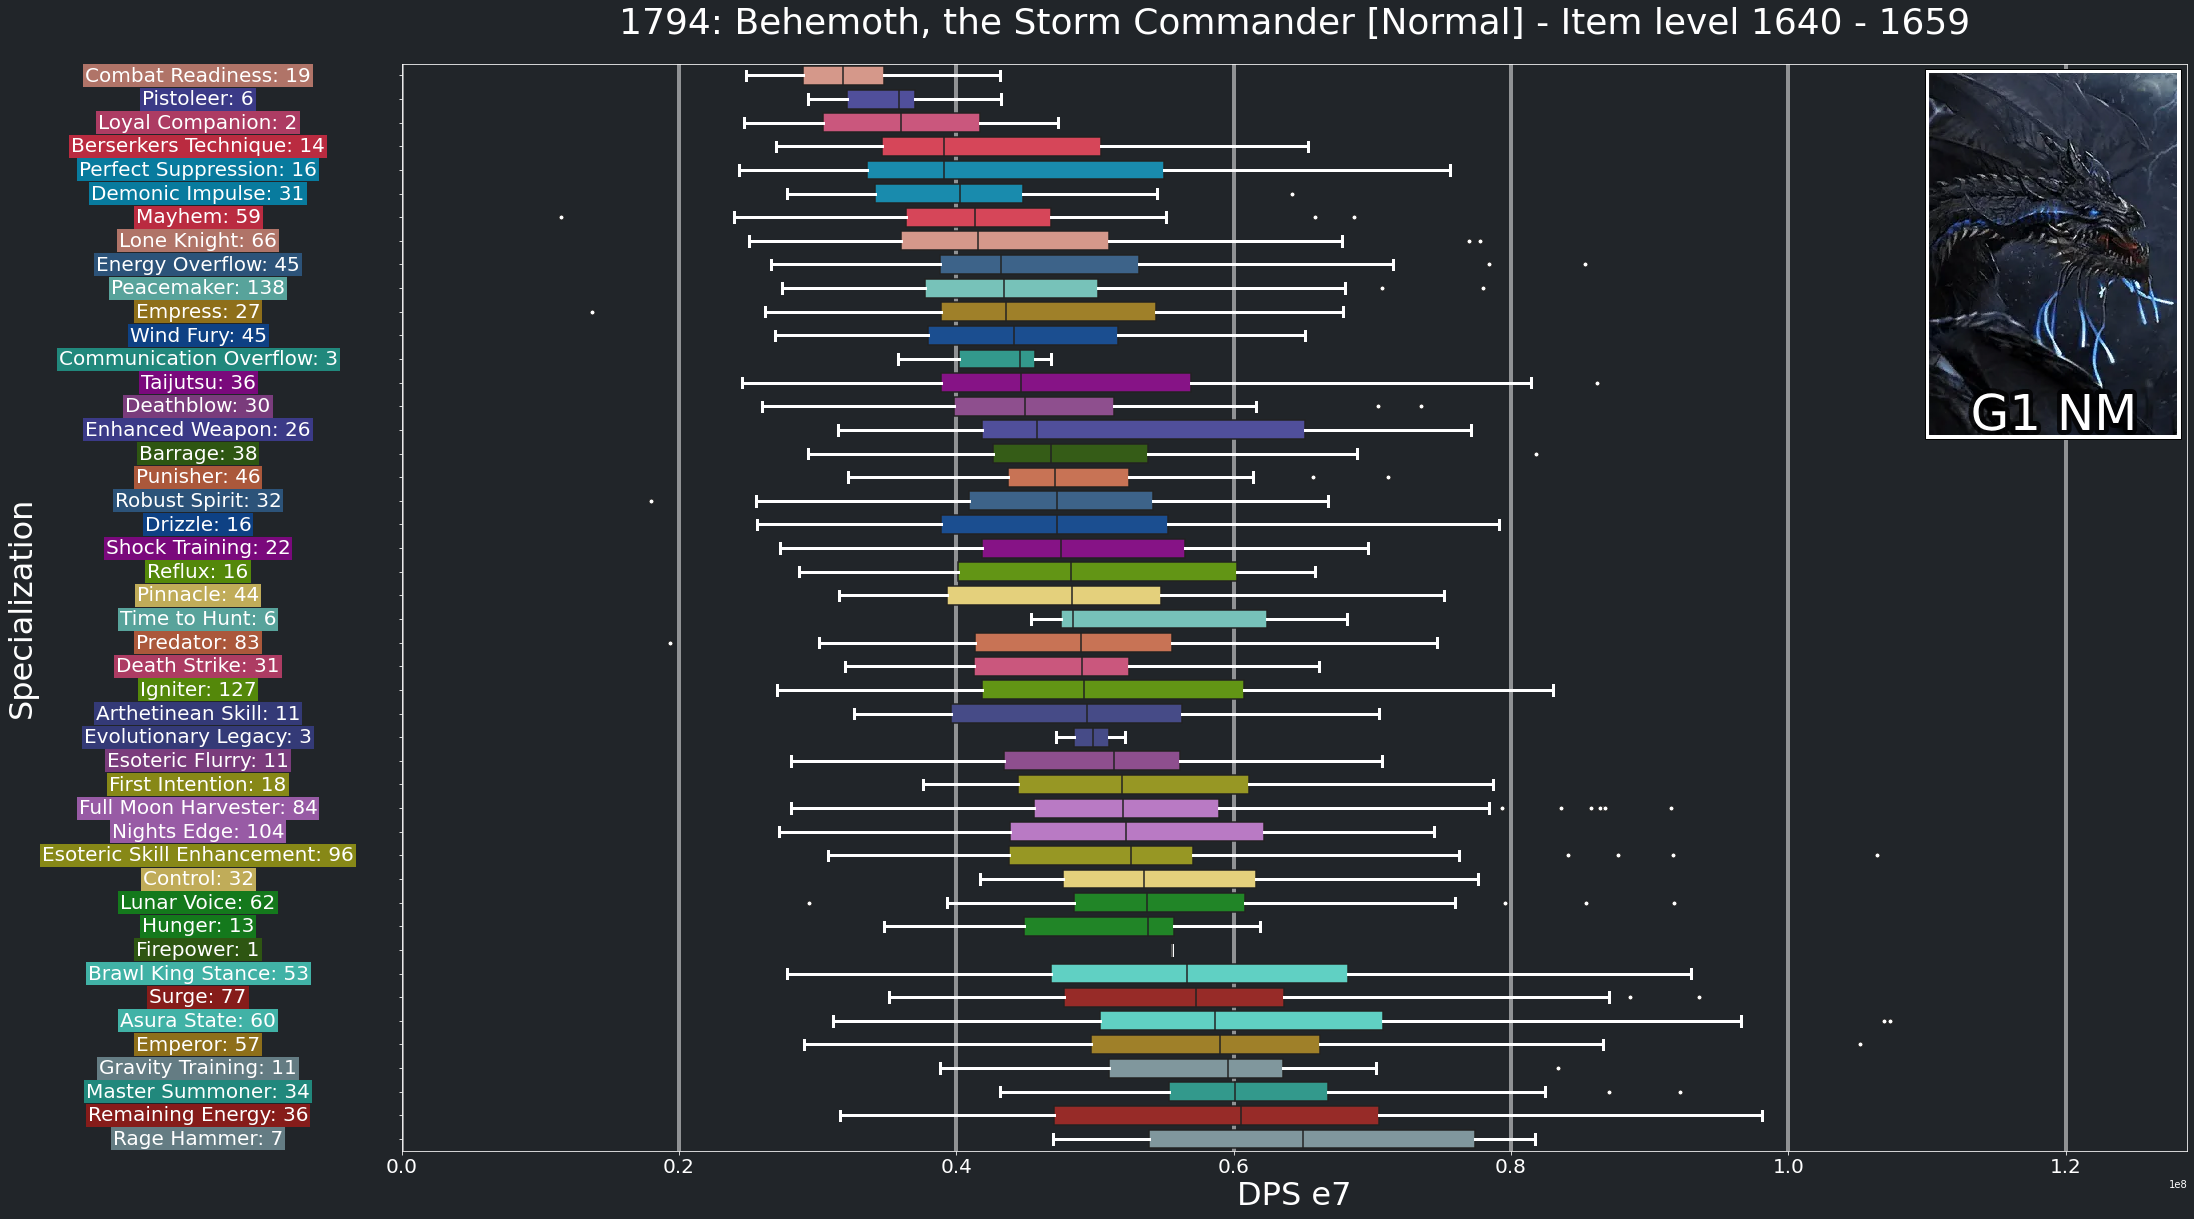 1794: Behemoth, the Storm Commander [Normal] - Item level 1640 - 1659
Combat Readiness: 19
Pistoleer: 6
Loyal Companion: 2
Berserkers Technique: 14
Perfect Suppression: 16
Demonic Impulse: 31
Mayhem: 59
Lone Knight: 66
Energy Overflow: 45
Peacemaker: 138
Empress: 27
Wind Fury: 45
Communication Overflow: 3
Taijutsu: 36
Deathblow: 30
Enhanced Weapon: 26
Barrage: 38
Punisher: 46
Robust Spirit: 32
Drizzle: 16
Shock Training: 22
Reflux: 16
Pinnacle: 44
Time to Hunt: 6
Predator: 83
Death Strike: 31
Igniter: 127
Arthetinean Skill: 11
Evolutionary Legacy: 3
Esoteric Flurry: 11
First Intention: 18
Full Moon Harvester: 84
Nights Edge: 104
Esoteric Skill Enhancement: 96
Control: 32
Lunar Voice: 62
Hunger: 13
Firepower: 1
Brawl King Stance: 53
Surge: 77
Asura State: 60
Emperor: 57
Gravity Training: 11
Master Summoner: 34
Remaining Energy: 36
Rage Hammer: 7
Specialization
G1 NM
0.0 0.2 0.4 0.6 0.8 1.0 1.2
1e8
DPS e7